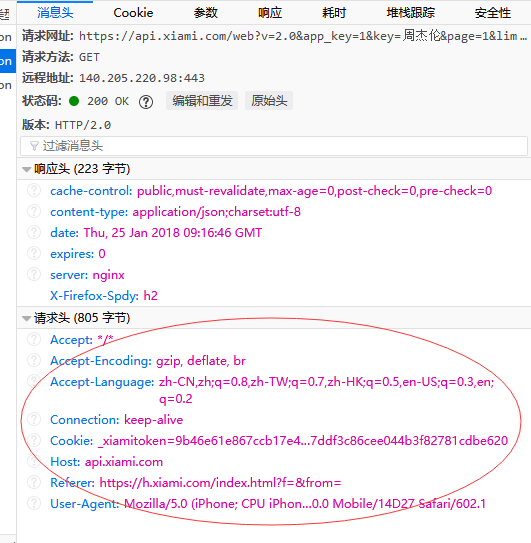 消息头 Cookie 参数 响应 耗时 堆栈跟踪 安全性
请求网址: https://api.xiami.com/web?v=2.0&app_key=1&key=周杰伦&page=1&lim...
on
请求方法: GET
on
远程地址: 140.205.220.98:443
on
状态码: 200 OK 编辑和重发 原始头
版本: HTTP/2.0
过滤消息头
响应头 (223 字节)
cache-control: public,must-revalidate,max-age=0,post-check=0,pre-check=0
content-type: application/json;charset:utf-8
date: Thu, 25 Jan 2018 09:16:46 GMT
expires: 0
server: nginx
X-Firefox-Spdy: h2
请求头 (805 字节)
Accept: */*
Accept-Encoding: gzip, deflate, br
Accept-Language: zh-CN,zh;q=0.8,zh-TW;q=0.7,zh-HK;q=0.5,en-US;q=0.3,en;
q=0.2
Connection: keep-alive
Cookie: _xiamitoken=9b46e61e867ccb17e4...7ddf3c86cee044b3f82781cdbe620
Host: api.xiami.com
Referer: https://h.xiami.com/index.html?f=&from=
User-Agent: Mozilla/5.0 (iPhone; CPU iPhon...0.0 Mobile/14D27 Safari/602.1